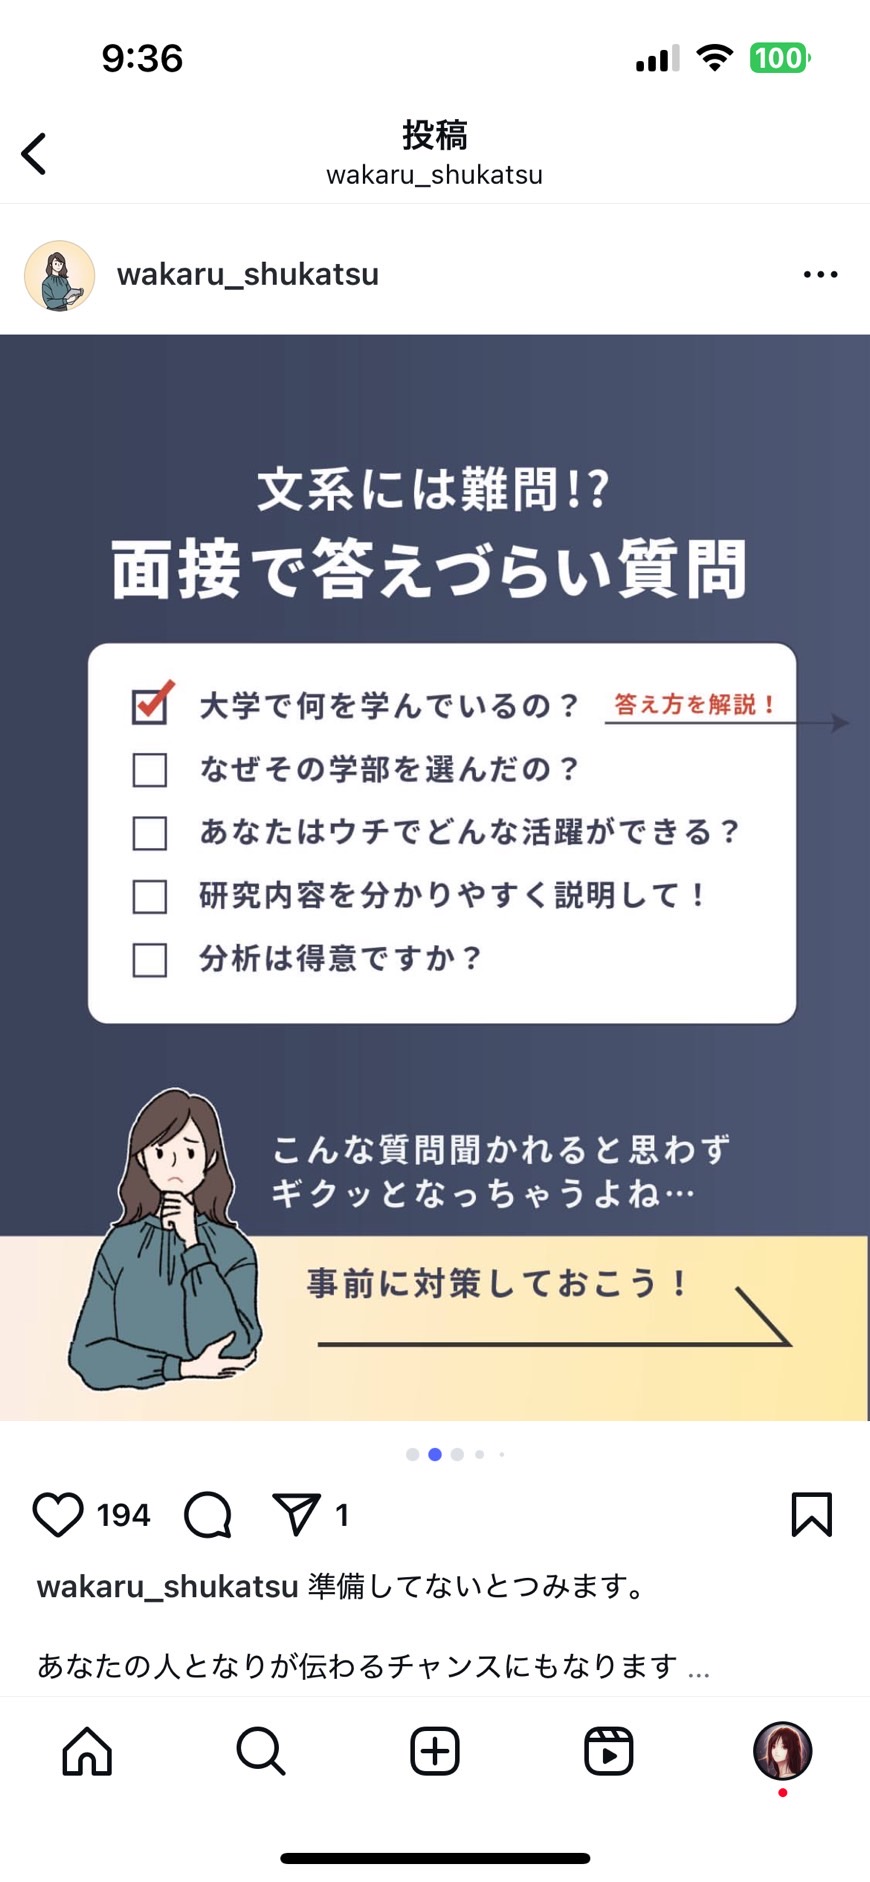 9:36
100
投稿
wakaru_shukatsu
wakaru_shukatsu
文系には難問!?
面接で答えづらい質問
大学で何を学んでいるの？ 答え方を解説！
なぜその学部を選んだの？
あなたはウチでどんな活躍ができる？
研究内容を分かりやすく説明して！
分析は得意ですか？
こんな質問聞かれると思わず
ギクッとなっちゃうよね…
事前に対策しておこう！
194 1
wakaru_shukatsu 準備してないとつみます。
あなたの人となりが伝わるチャンスにもなります ...